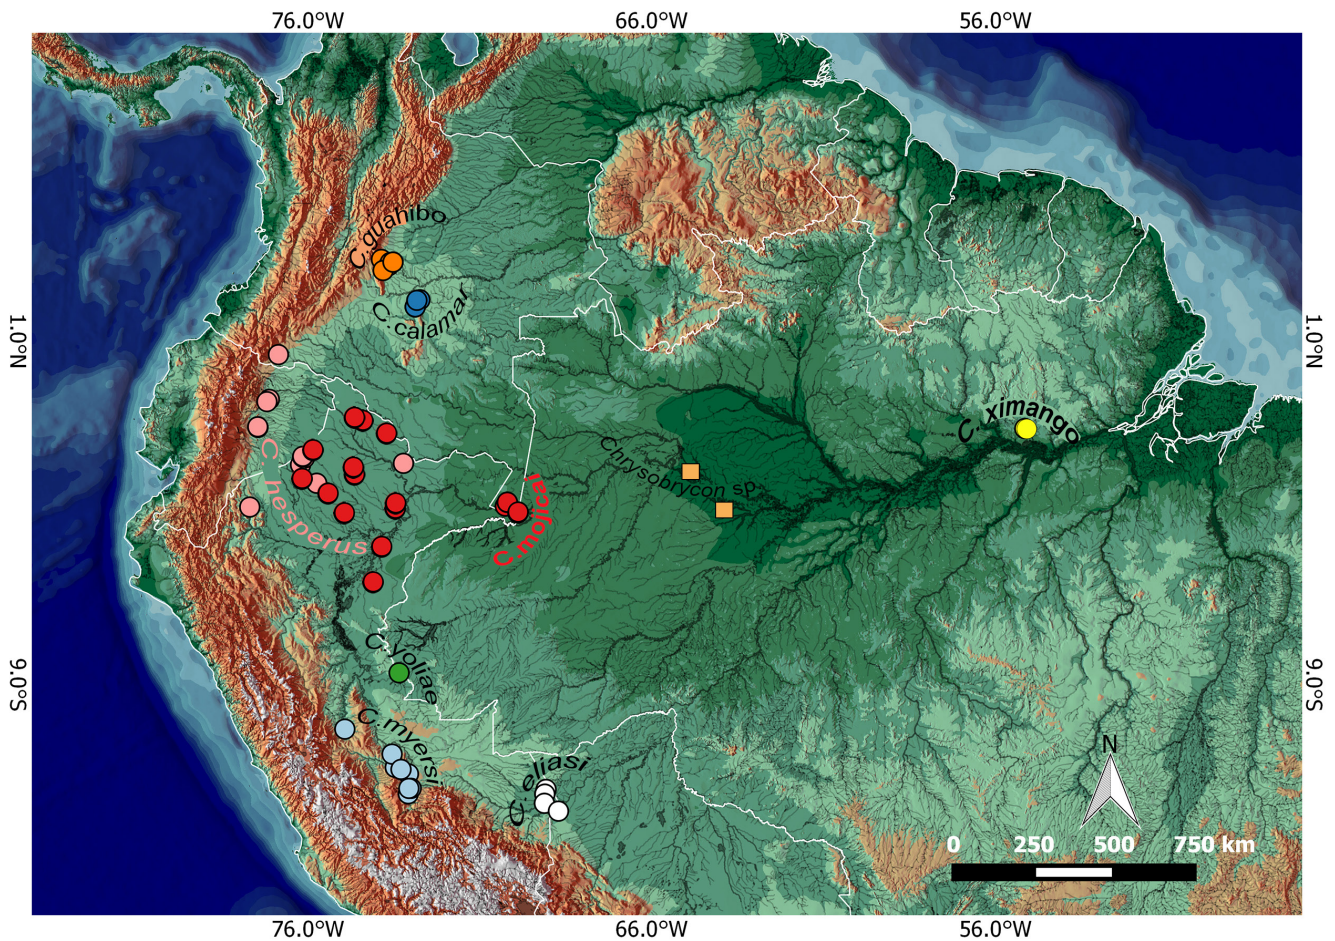 76.0°W 66.0°W 56.0°W
C. guahibo
C. calamar
1.0°N
1.0°N
C. ximango
C. hesperus
Chrysobrycon sp.
C. mojicai
C. yoliae
9.0°S
9.0°S
C. myersi
C. eliasi
N
0 250 500 750 km
76.0°W 66.0°W 56.0°W